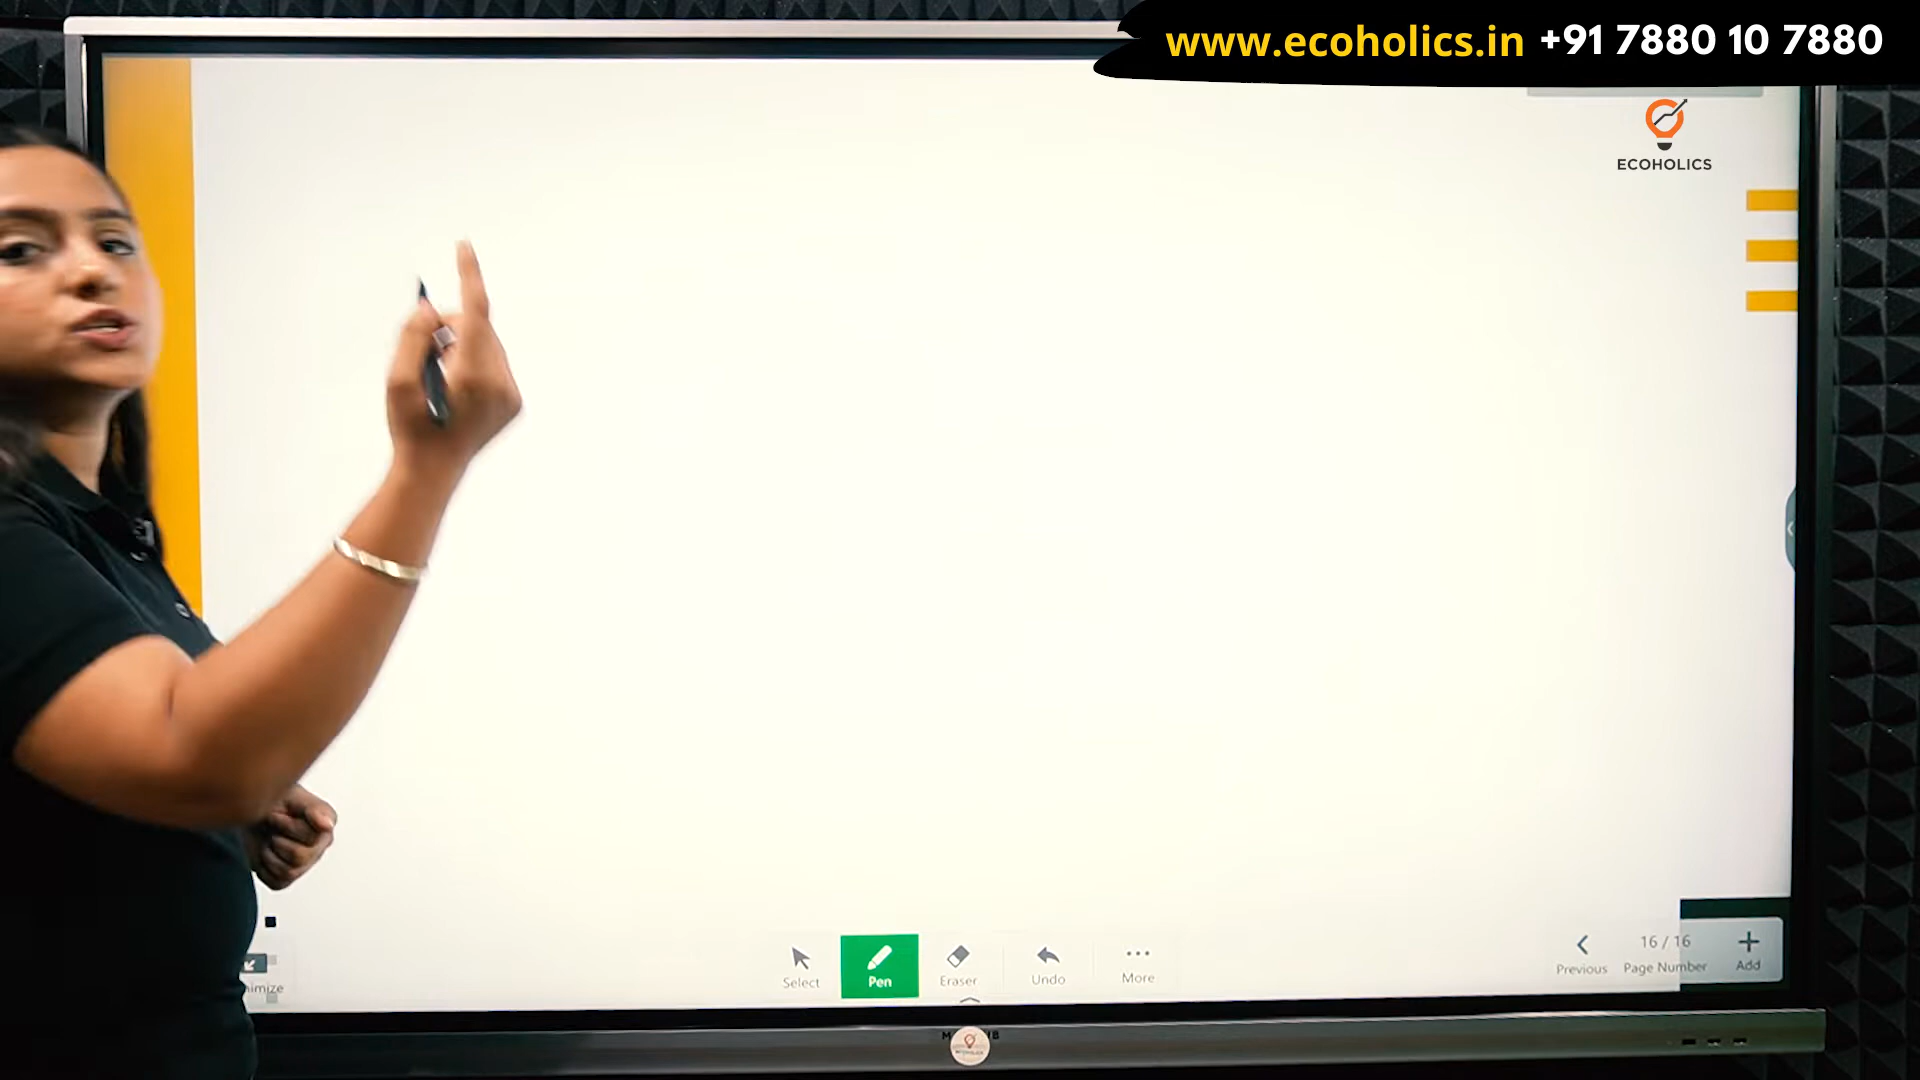 www.ecoholics.in +91 7880 10 7880
ECOHOLICS
Select
Pen
Eraser
Undo
More
Previous
16 / 16
Page Number
Add